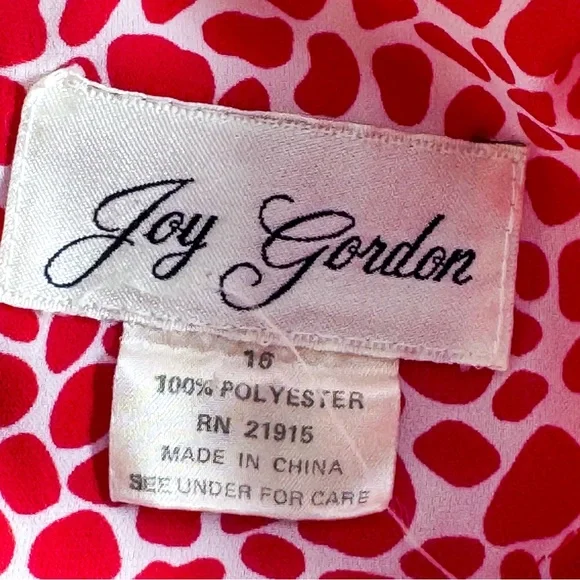 Joy Gordon
16
100% POLYESTER
RN 21915
MADE IN CHINA
SEE UNDER FOR CARE